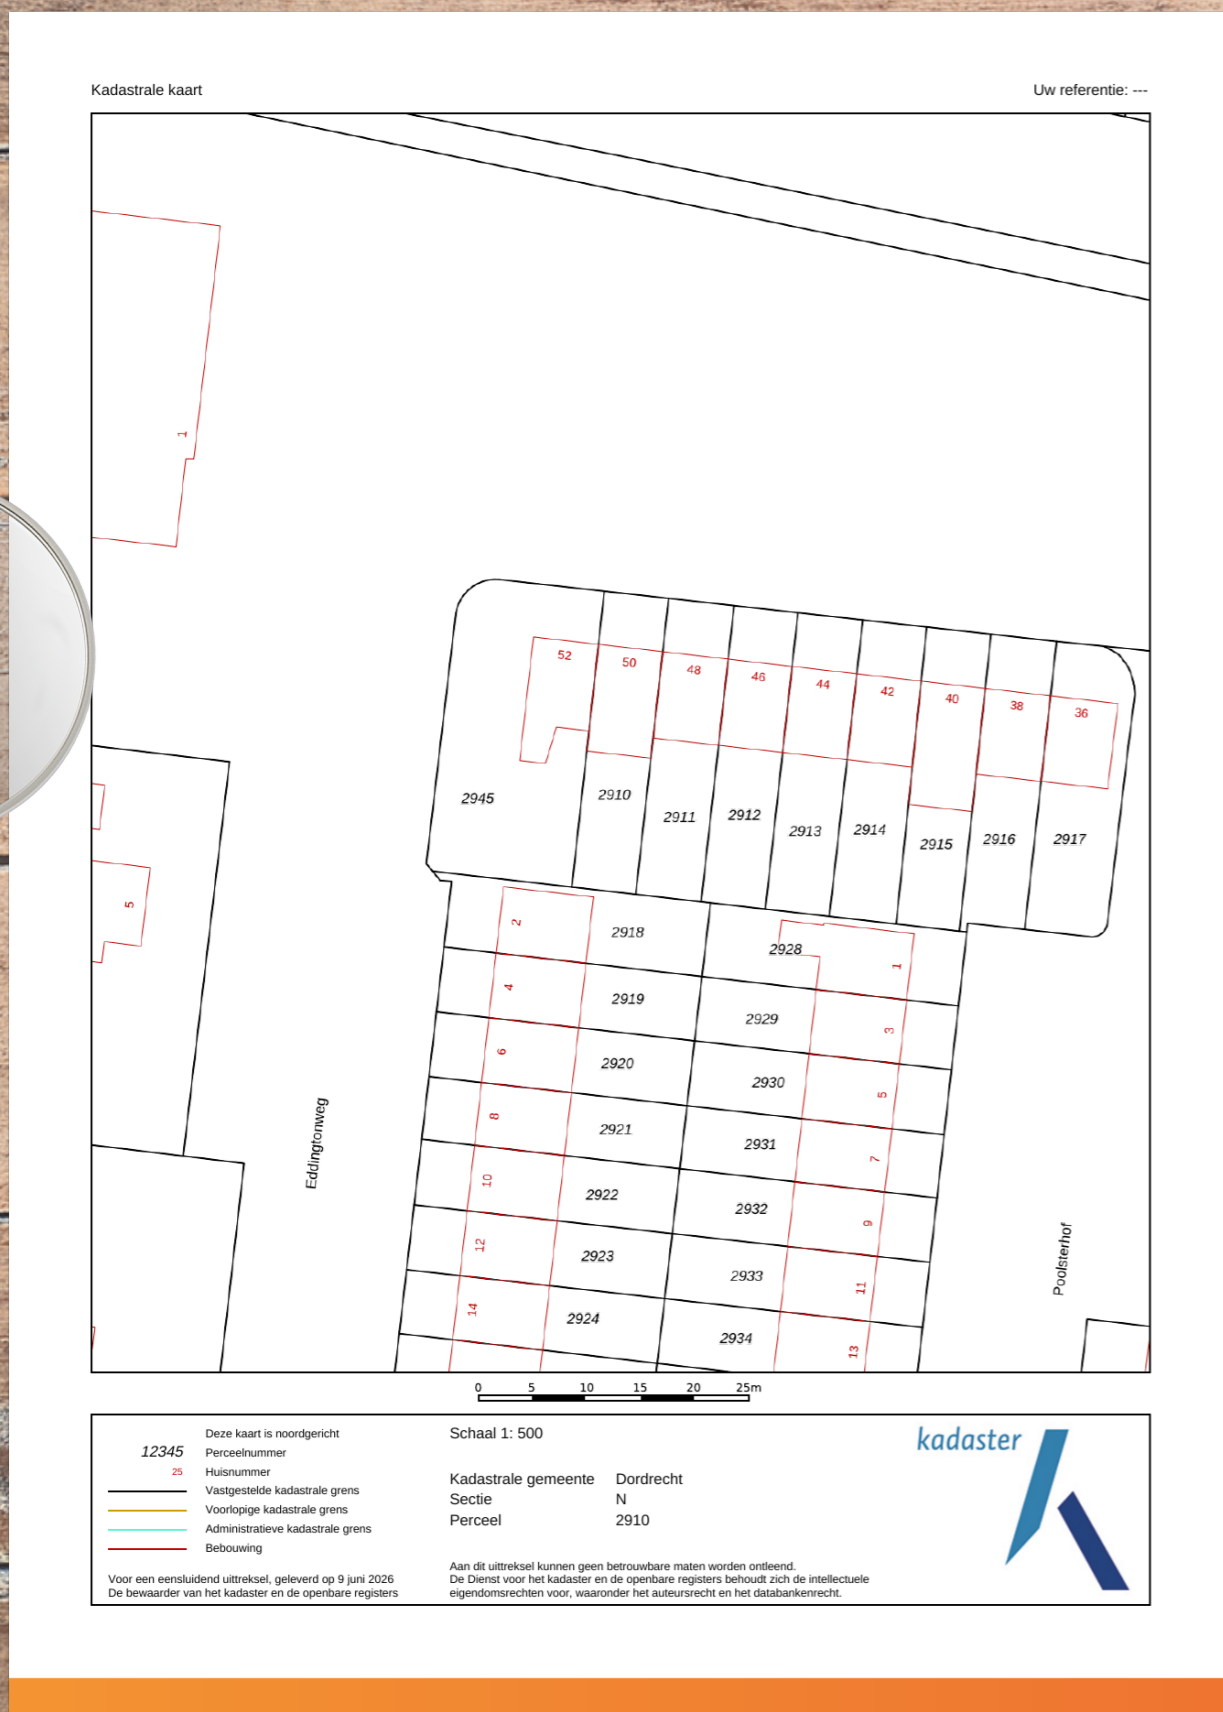 Kadastrale kaart
Uw referentie: ---
1
52
50
48
46
44
42
40
38
36
2945
2910
2911
2912
2913
2914
2915
2916
2917
5
2
2918
2928
1
4
2919
2929
3
6
2920
2930
5
8
2921
2931
7
Eddingtonweg
10
2922
2932
9
12
2923
2933
11
Poolsterhof
14
2924
2934
13
0 5 10 15 20 25m
Deze kaart is noordgericht
12345 Perceelnummer
25 Huisnummer
Vastgestelde kadastrale grens
Voorlopige kadastrale grens
Administratieve kadastrale grens
Bebouwing
Voor een eensluidend uittreksel, geleverd op 9 juni 2026
De bewaarder van het kadaster en de openbare registers
Schaal 1: 500
Kadastrale gemeente Dordrecht
Sectie N
Perceel 2910
Aan dit uittreksel kunnen geen betrouwbare maten worden ontleend.
De Dienst voor het kadaster en de openbare registers behoudt zich de intellectuele
eigendomsrechten voor, waaronder het auteursrecht en het databankenrecht.
kadaster